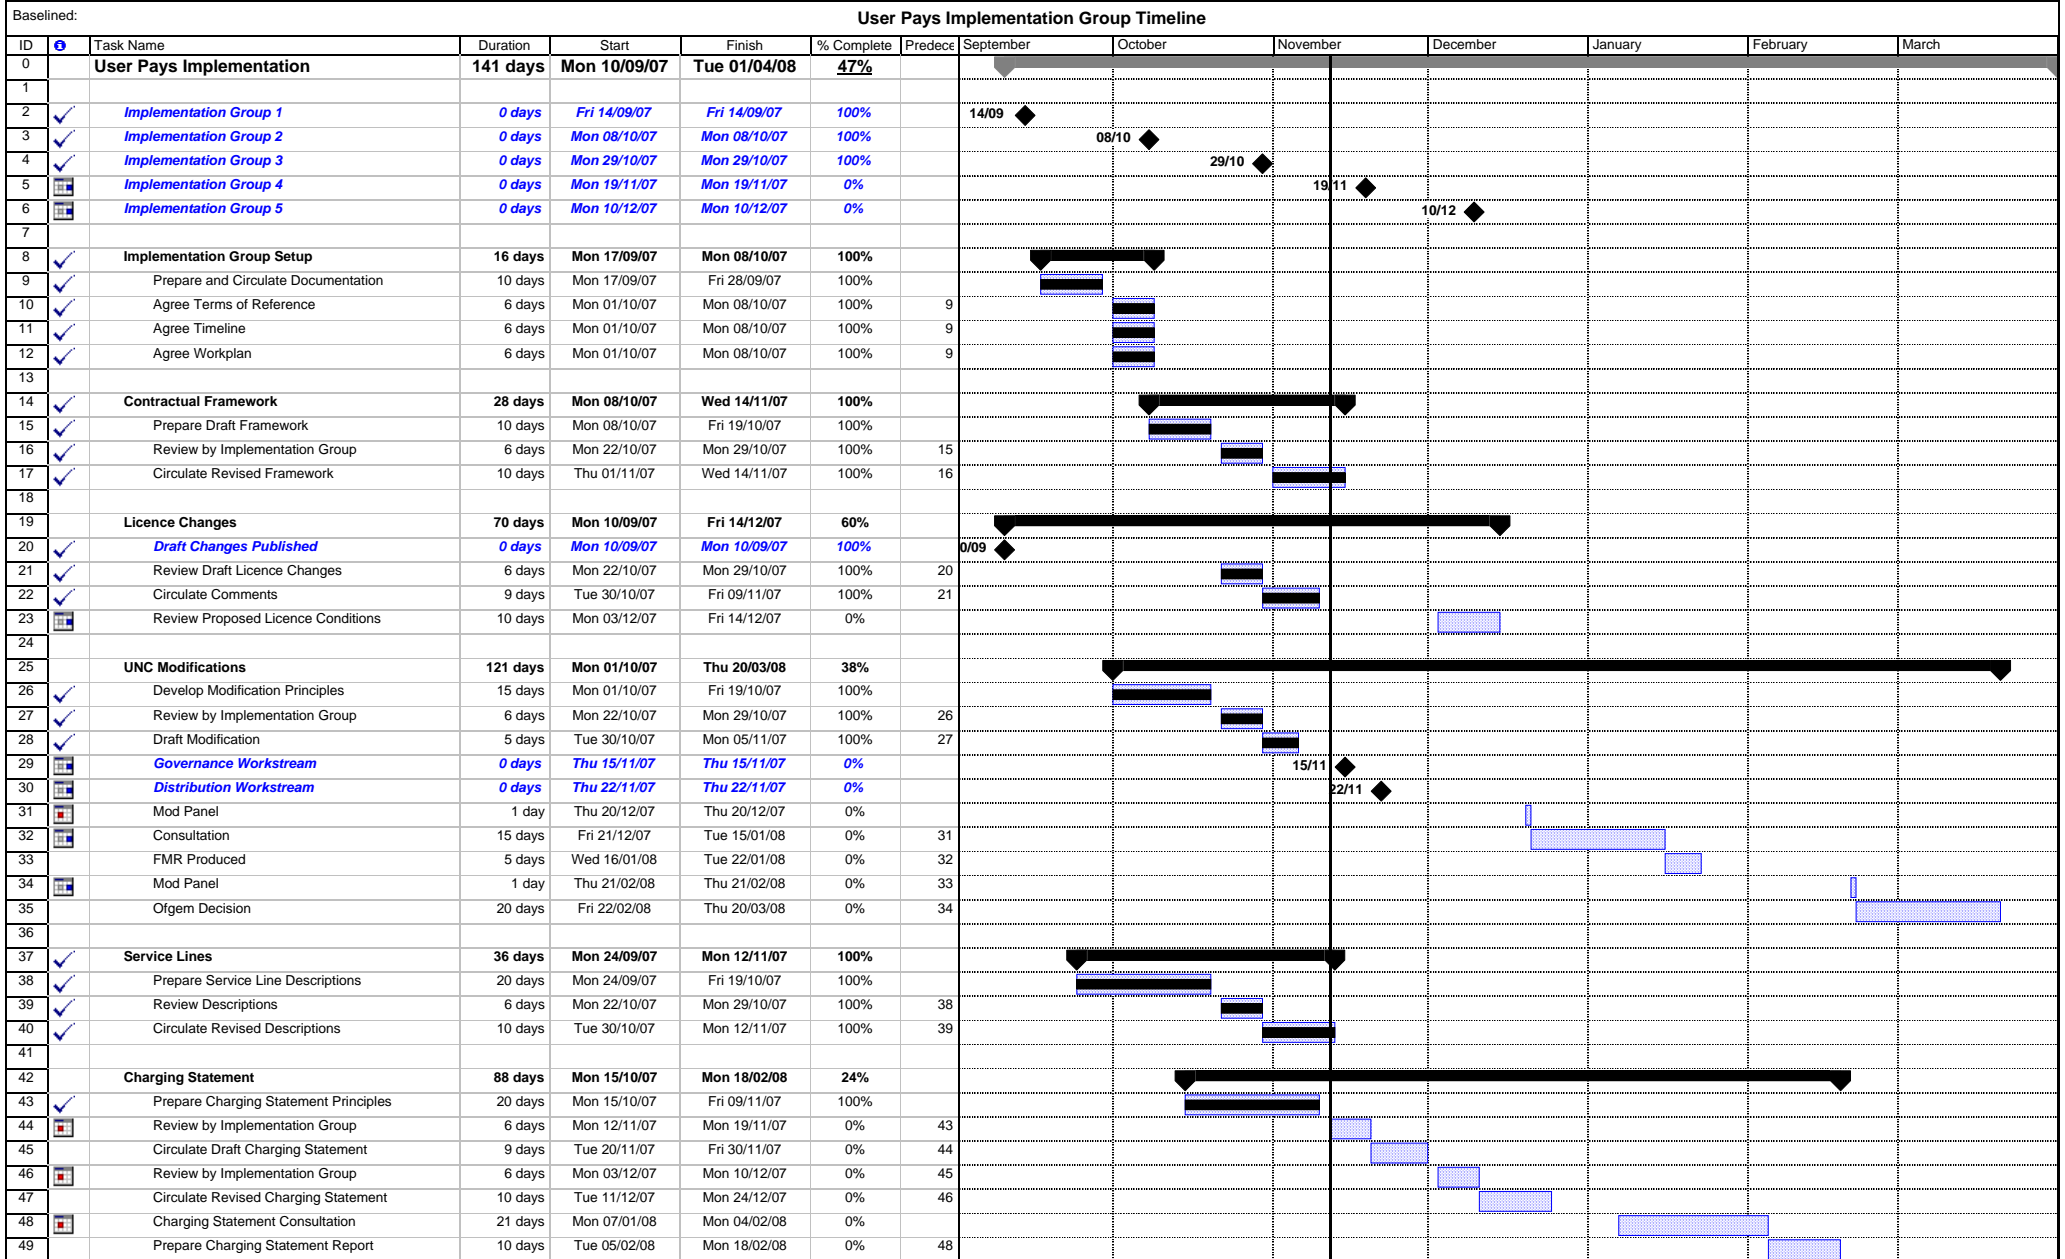 Baselined:
User Pays Implementation Group Timeline
ID Task Name Duration Start Finish % Complete Predece September October November December January February March
0 User Pays Implementation 141 days Mon 10/09/07 Tue 01/04/08 47%
1
2 Implementation Group 1 0 days Fri 14/09/07 Fri 14/09/07 100% 14/09
3 Implementation Group 2 0 days Mon 08/10/07 Mon 08/10/07 100% 08/10
4 Implementation Group 3 0 days Mon 29/10/07 Mon 29/10/07 100% 29/10
5 Implementation Group 4 0 days Mon 19/11/07 Mon 19/11/07 0% 19/11
6 Implementation Group 5 0 days Mon 10/12/07 Mon 10/12/07 0% 10/12
7
8 Implementation Group Setup 16 days Mon 17/09/07 Mon 08/10/07 100%
9 Prepare and Circulate Documentation 10 days Mon 17/09/07 Fri 28/09/07 100%
10 Agree Terms of Reference 6 days Mon 01/10/07 Mon 08/10/07 100% 9
11 Agree Timeline 6 days Mon 01/10/07 Mon 08/10/07 100% 9
12 Agree Workplan 6 days Mon 01/10/07 Mon 08/10/07 100% 9
13
14 Contractual Framework 28 days Mon 08/10/07 Wed 14/11/07 100%
15 Prepare Draft Framework 10 days Mon 08/10/07 Fri 19/10/07 100%
16 Review by Implementation Group 6 days Mon 22/10/07 Mon 29/10/07 100% 15
17 Circulate Revised Framework 10 days Thu 01/11/07 Wed 14/11/07 100% 16
18
19 Licence Changes 70 days Mon 10/09/07 Fri 14/12/07 60%
20 Draft Changes Published 0 days Mon 10/09/07 Mon 10/09/07 100% 0/09
21 Review Draft Licence Changes 6 days Mon 22/10/07 Mon 29/10/07 100% 20
22 Circulate Comments 9 days Tue 30/10/07 Fri 09/11/07 100% 21
23 Review Proposed Licence Conditions 10 days Mon 03/12/07 Fri 14/12/07 0%
24
25 UNC Modifications 121 days Mon 01/10/07 Thu 20/03/08 38%
26 Develop Modification Principles 15 days Mon 01/10/07 Fri 19/10/07 100%
27 Review by Implementation Group 6 days Mon 22/10/07 Mon 29/10/07 100% 26
28 Draft Modification 5 days Tue 30/10/07 Mon 05/11/07 100% 27
29 Governance Workstream 0 days Thu 15/11/07 Thu 15/11/07 0% 15/11
30 Distribution Workstream 0 days Thu 22/11/07 Thu 22/11/07 0% 22/11
31 Mod Panel 1 day Thu 20/12/07 Thu 20/12/07 0%
32 Consultation 15 days Fri 21/12/07 Tue 15/01/08 0% 31
33 FMR Produced 5 days Wed 16/01/08 Tue 22/01/08 0% 32
34 Mod Panel 1 day Thu 21/02/08 Thu 21/02/08 0% 33
35 Ofgem Decision 20 days Fri 22/02/08 Thu 20/03/08 0% 34
36
37 Service Lines 36 days Mon 24/09/07 Mon 12/11/07 100%
38 Prepare Service Line Descriptions 20 days Mon 24/09/07 Fri 19/10/07 100%
39 Review Descriptions 6 days Mon 22/10/07 Mon 29/10/07 100% 38
40 Circulate Revised Descriptions 10 days Tue 30/10/07 Mon 12/11/07 100% 39
41
42 Charging Statement 88 days Mon 15/10/07 Mon 18/02/08 24%
43 Prepare Charging Statement Principles 20 days Mon 15/10/07 Fri 09/11/07 100%
44 Review by Implementation Group 6 days Mon 12/11/07 Mon 19/11/07 0% 43
45 Circulate Draft Charging Statement 9 days Tue 20/11/07 Fri 30/11/07 0% 44
46 Review by Implementation Group 6 days Mon 03/12/07 Mon 10/12/07 0% 45
47 Circulate Revised Charging Statement 10 days Tue 11/12/07 Mon 24/12/07 0% 46
48 Charging Statement Consultation 21 days Mon 07/01/08 Mon 04/02/08 0%
49 Prepare Charging Statement Report 10 days Tue 05/02/08 Mon 18/02/08 0% 48